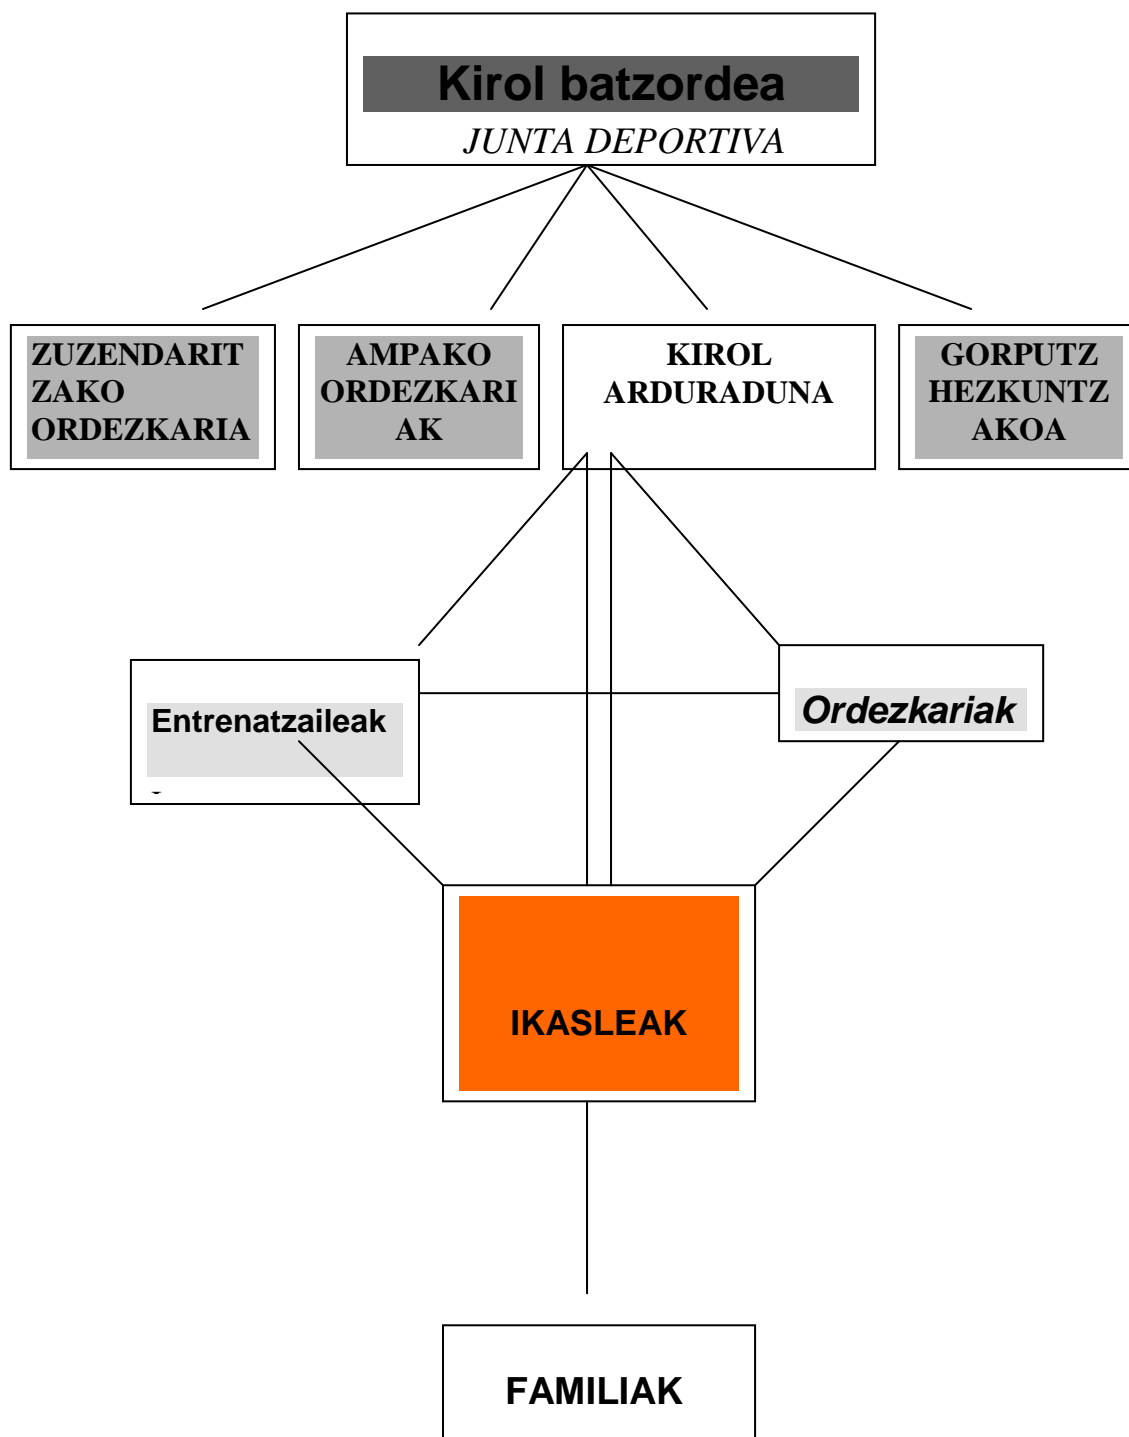 Kirol batzordea
JUNTA DEPORTIVA
ZUZENDARIT
ZAKO
ORDEZKARIA
AMPAKO
ORDEZKARI
AK
KIROL
ARDURADUNA
GORPUTZ
HEZKUNTZ
AKOA
Entrenatzaileak
Ordezkariak
IKASLEAK
FAMILIAK